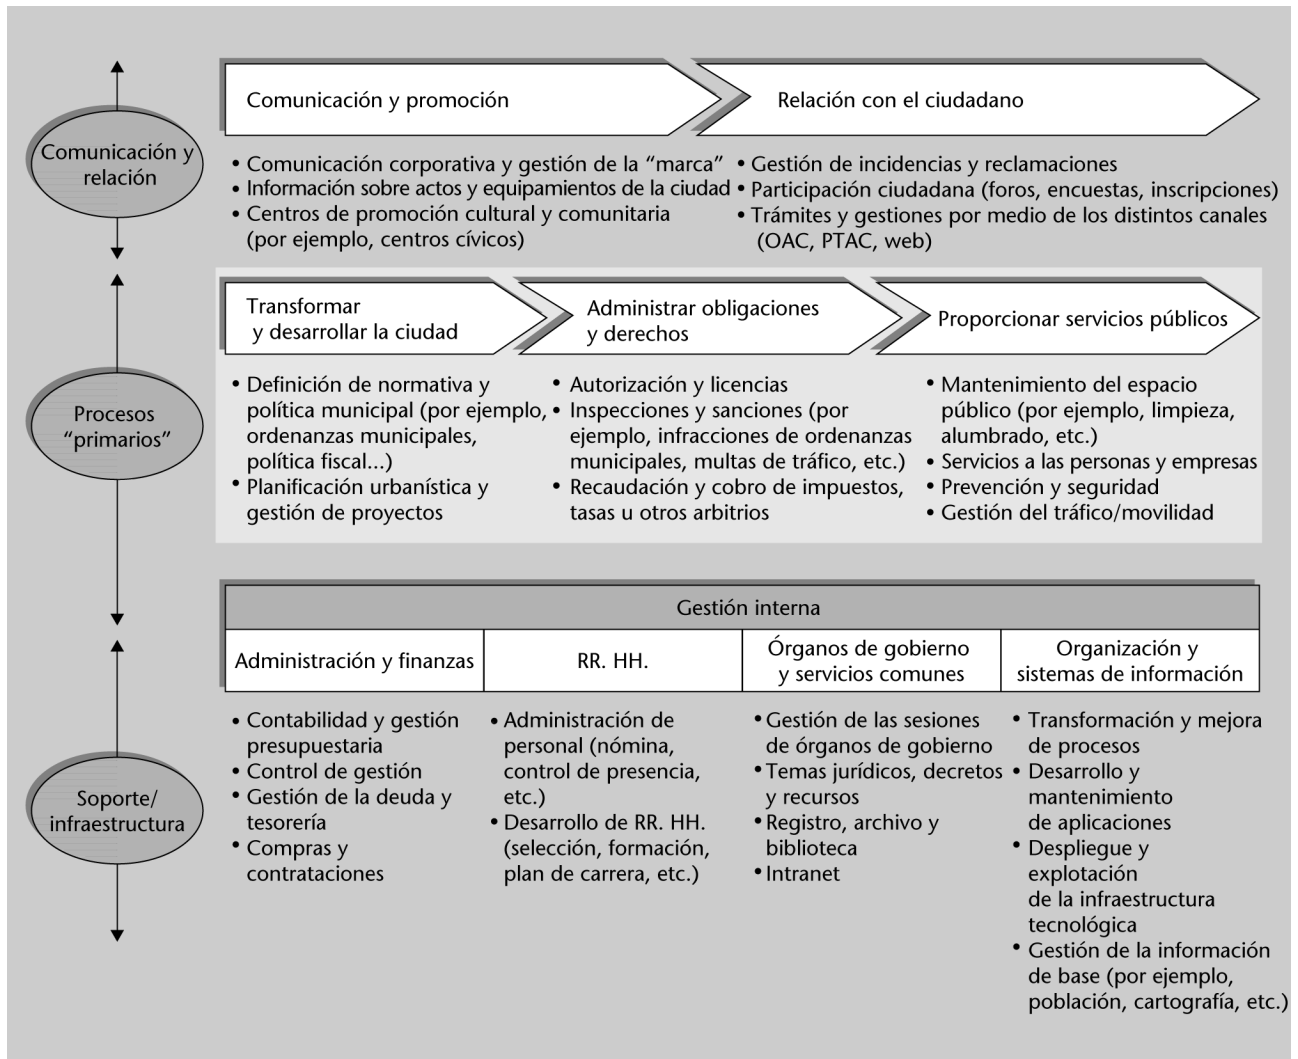 Comunicación y
relación
Comunicación y promoción
Relación con el ciudadano
• Comunicación corporativa y gestión de la “marca”
• Información sobre actos y equipamientos de la ciudad
• Centros de promoción cultural y comunitaria
(por ejemplo, centros cívicos)
• Gestión de incidencias y reclamaciones
• Participación ciudadana (foros, encuestas, inscripciones)
• Trámites y gestiones por medio de los distintos canales
(OAC, PTAC, web)
Procesos
“primarios”
Transformar
y desarrollar la ciudad
Administrar obligaciones
y derechos
Proporcionar servicios públicos
• Definición de normativa y
política municipal (por ejemplo,
ordenanzas municipales,
política fiscal...)
• Planificación urbanística y
gestión de proyectos
• Autorización y licencias
• Inspecciones y sanciones (por
ejemplo, infracciones de ordenanzas
municipales, multas de tráfico, etc.)
• Recaudación y cobro de impuestos,
tasas u otros arbitrios
• Mantenimiento del espacio
público (por ejemplo, limpieza,
alumbrado, etc.)
• Servicios a las personas y empresas
• Prevención y seguridad
• Gestión del tráfico/movilidad
Soporte/
infraestructura
Gestión interna
Administración y finanzas
RR. HH.
Órganos de gobierno
y servicios comunes
Organización y
sistemas de información
• Contabilidad y gestión
presupuestaria
• Control de gestión
• Gestión de la deuda y
tesorería
• Compras y
contrataciones
• Administración de
personal (nómina,
control de presencia,
etc.)
• Desarrollo de RR. HH.
(selección, formación,
plan de carrera, etc.)
• Gestión de las sesiones
de órganos de gobierno
• Temas jurídicos, decretos
y recursos
• Registro, archivo y
biblioteca
• Intranet
• Transformación y mejora
de procesos
• Desarrollo y
mantenimiento
de aplicaciones
• Despliegue y
explotación
de la infraestructura
tecnológica
• Gestión de la información
de base (por ejemplo,
población, cartografía, etc.)